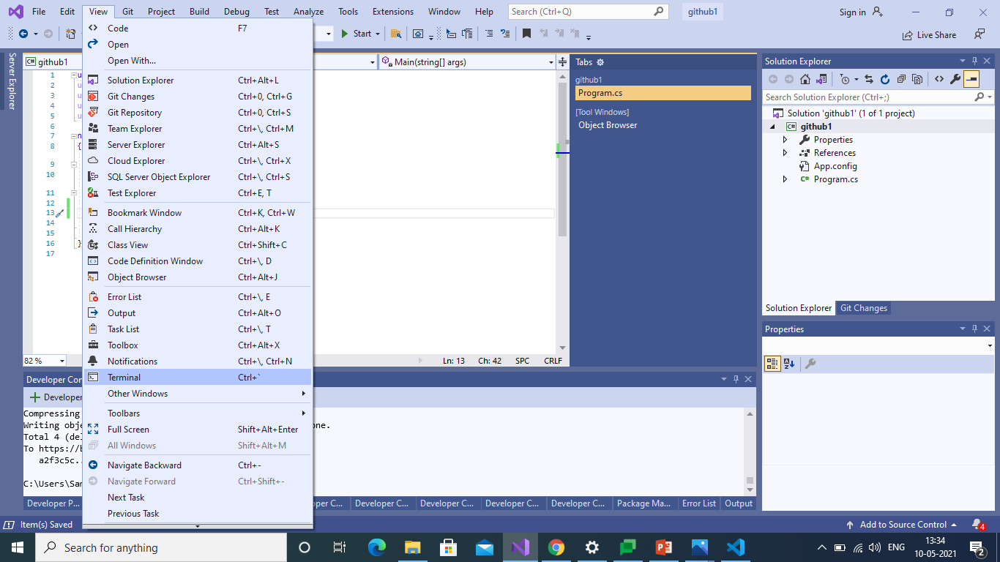 File Edit View Git Project Build Debug Test Analyze Tools Extensions Window Help Search (Ctrl+Q) github1 Sign in
Start Live Share
Server Explorer
Code F7
Open
Open With...
Solution Explorer Ctrl+Alt+L
Git Changes Ctrl+0, Ctrl+G
Git Repository Ctrl+0, Ctrl+S
Team Explorer Ctrl+\, Ctrl+M
Server Explorer Ctrl+Alt+S
Cloud Explorer Ctrl+\, Ctrl+X
SQL Server Object Explorer Ctrl+\, Ctrl+S
Test Explorer Ctrl+E, T
Bookmark Window Ctrl+K, Ctrl+W
Call Hierarchy Ctrl+Alt+K
Class View Ctrl+Shift+C
Code Definition Window Ctrl+\, D
Object Browser Ctrl+Alt+J
Error List Ctrl+\, E
Output Ctrl+Alt+O
Task List Ctrl+\, T
Toolbox Ctrl+Alt+X
Notifications Ctrl+\, Ctrl+N
Terminal Ctrl+`
Other Windows
Toolbars
Full Screen Shift+Alt+Enter
All Windows Shift+Alt+M
Navigate Backward Ctrl+-
Navigate Forward Ctrl+Shift+-
Next Task
Previous Task
C# github1 Main(string[] args)
1 u
2 u
3 u
4 u
5 u
6
7 n
8 {
9
10
11
12
13
14
15
16 }
17
82 % Ln: 13 Ch: 42 SPC CRLF
Tabs
github1
Program.cs
[Tool Windows]
Object Browser
Solution Explorer
Search Solution Explorer (Ctrl+;)
Solution 'github1' (1 of 1 project)
C# github1
Properties
References
App.config
C# Program.cs
Solution Explorer Git Changes
Properties
Developer Con
Developer
Compressing
Writing obje one.
Total 4 (del
To https://
a2f3c5c..
C:\Users\San
Developer P... per C... Developer C... Developer C... Developer C... Developer C... Package Ma... Error List Output
Item(s) Saved Add to Source Control 4
Search for anything ENG 13:34
10-05-2021 2